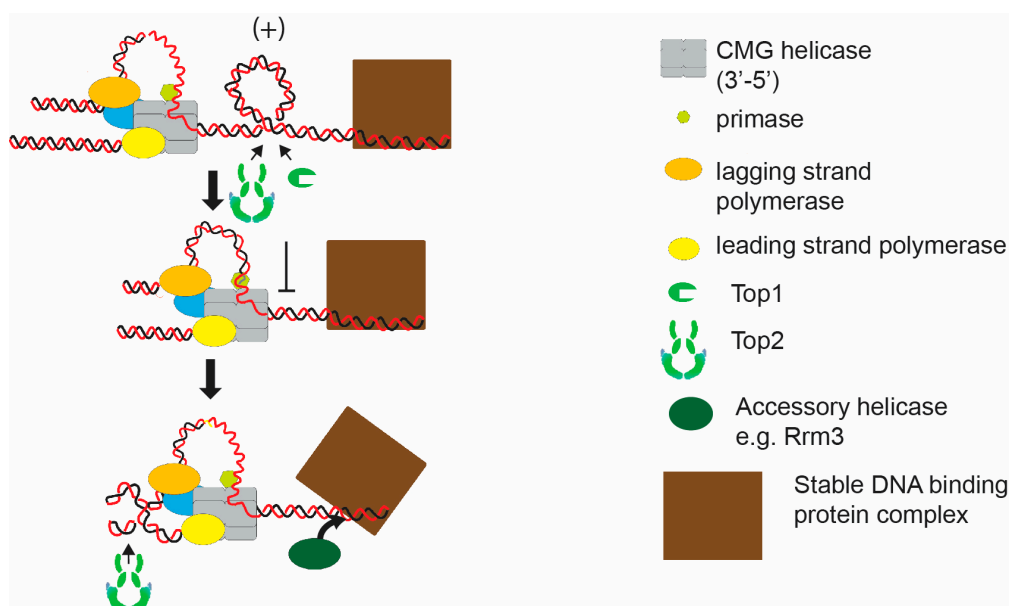 (+)
CMG helicase
(3'-5')
primase
lagging strand
polymerase
leading strand polymerase
Top1
Top2
Accessory helicase
e.g. Rrm3
Stable DNA binding
protein complex